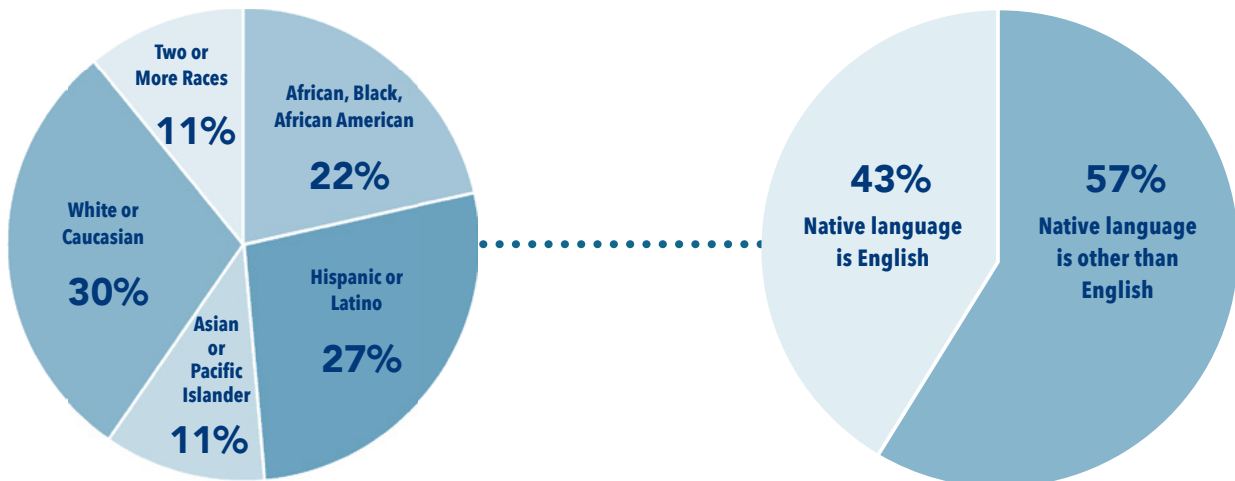 Two or
More Races
11%
African, Black,
African American
22%
White or
Caucasian
30%
Hispanic or
Latino
27%
Asian
or
Pacific
Islander
11%
43%
Native language
is English
57%
Native language
is other than
English